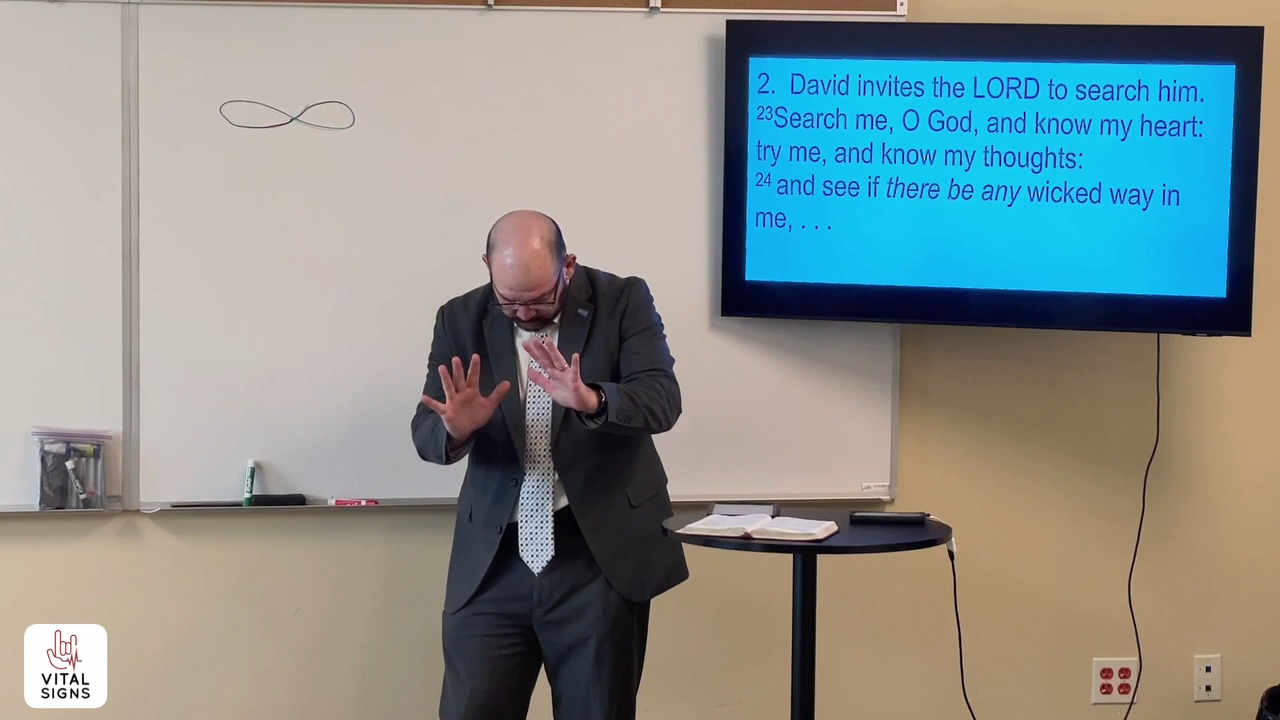 2. David invites the LORD to search him.
23Search me, O God, and know my heart:
try me, and know my thoughts:
24 and see if there be any wicked way in
me, . . .
VITAL
SIGNS